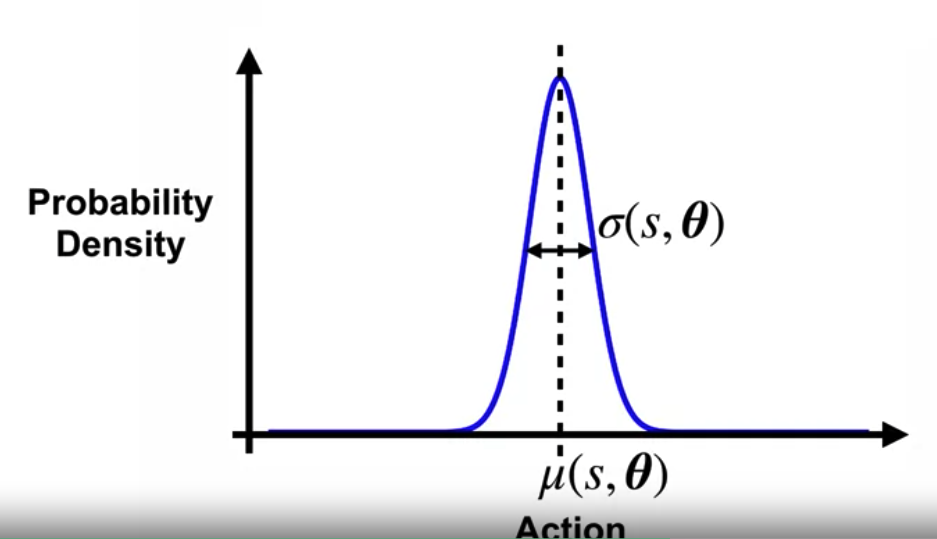 Probability
Density
σ(s, θ)
μ(s, θ)
Action